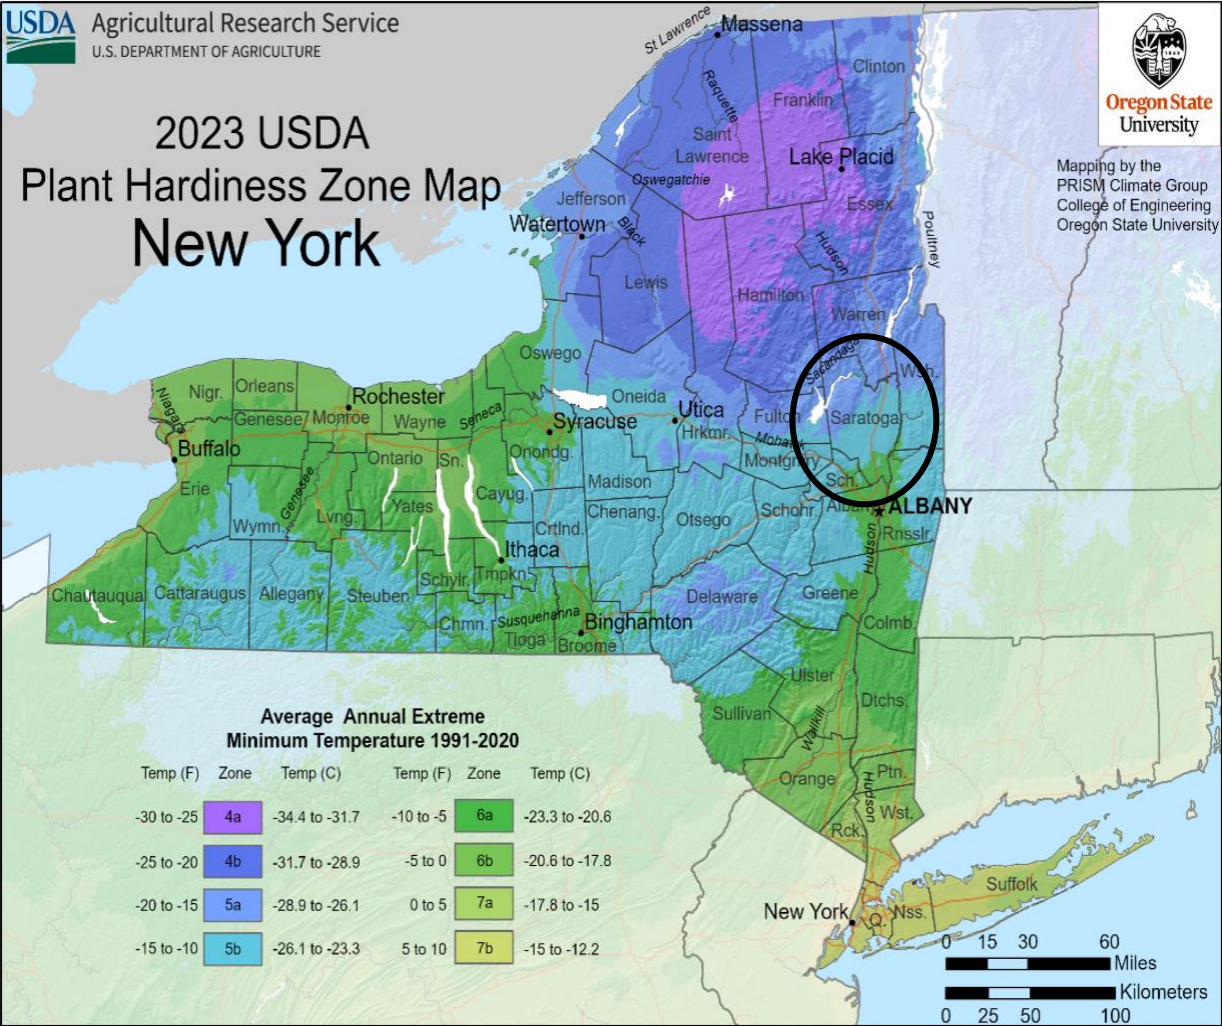 USDA
Agricultural Research Service
U.S. DEPARTMENT OF AGRICULTURE
2023 USDA
Plant Hardiness Zone Map
New York
Oregon State
University
Mapping by the
PRISM Climate Group
College of Engineering
Oregon State University
St Lawrence
Massena
Clinton
Raquette
Franklin
Saint
Lawrence
Lake Placid
Oswegatchie
Jefferson
Essex
Watertown
Black
Poultney
Hudson
Lewis
Hamilton
Warren
Sacandaga
Oswego
Wsh.
Nigr.
Orleans
Rochester
Oneida
Niagara
Genesee
Monroe
Wayne
Seneca
Syracuse
Utica
Fulton
Saratoga
Hrkmr.
Mohawk
Buffalo
Ontario
Sn.
Onondg.
Montgmry
Erie
Genesee
Yates
Cayug.
Madison
Sch.
Wymn.
Lvng.
Crtlnd.
Chenang.
Otsego
Schohr.
Albany
ALBANY
Rnsslr.
Hudson
Ithaca
Schylr.
Tmpkn.
Chautauqua
Cattaraugus
Allegany
Steuben
Delaware
Greene
Chmn.
Susquehanna
Tioga
Binghamton
Broome
Colmb.
Ulster
Sullivan
Wallkill
Dtchs.
Orange
Hudson
Ptn.
Wst.
Rck.
New York
Q.
Nss.
Suffolk
Average Annual Extreme
Minimum Temperature 1991-2020
Temp (F) Zone Temp (C) Temp (F) Zone Temp (C)
-30 to -25 4a -34.4 to -31.7 -10 to -5 6a -23.3 to -20.6
-25 to -20 4b -31.7 to -28.9 -5 to 0 6b -20.6 to -17.8
-20 to -15 5a -28.9 to -26.1 0 to 5 7a -17.8 to -15
-15 to -10 5b -26.1 to -23.3 5 to 10 7b -15 to -12.2
0 15 30 60
Miles
Kilometers
0 25 50 100